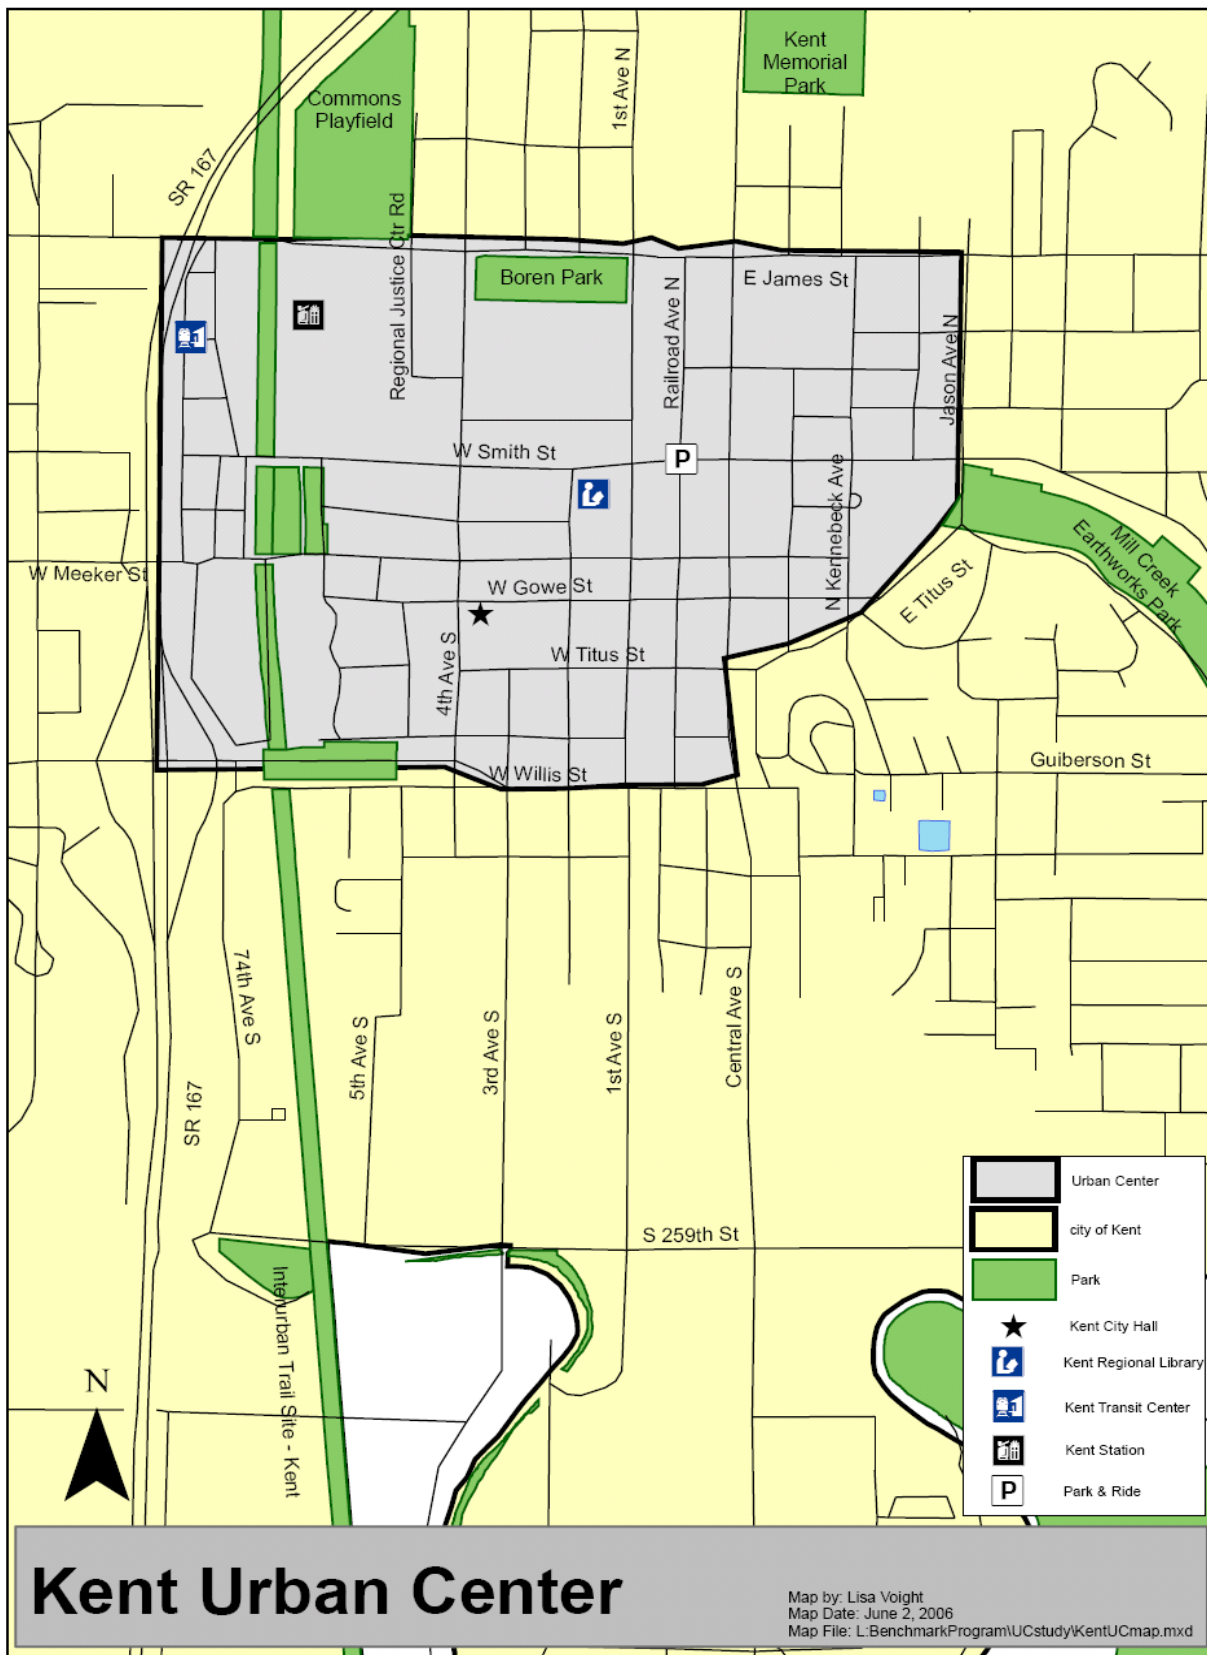 Kent
Memorial
Park
Commons
Playfield
1st Ave N
SR 167
Regional Justice Ctr Rd
Boren Park
E James St
Railroad Ave N
Jason Ave N
W Smith St
P
N Kennebeck Ave
Mill Creek
Earthworks Park
W Meeker St
W Gowe St
E Titus St
4th Ave S
W Titus St
W Willis St
Guiberson St
74th Ave S
5th Ave S
3rd Ave S
1st Ave S
Central Ave S
SR 167
S 259th St
Interurban Trail Site - Kent
N
Urban Center
city of Kent
Park
Kent City Hall
Kent Regional Library
Kent Transit Center
Kent Station
P
Park & Ride
Kent Urban Center
Map by: Lisa Voight
Map Date: June 2, 2006
Map File: L:BenchmarkProgram\UCstudy\KentUCmap.mxd